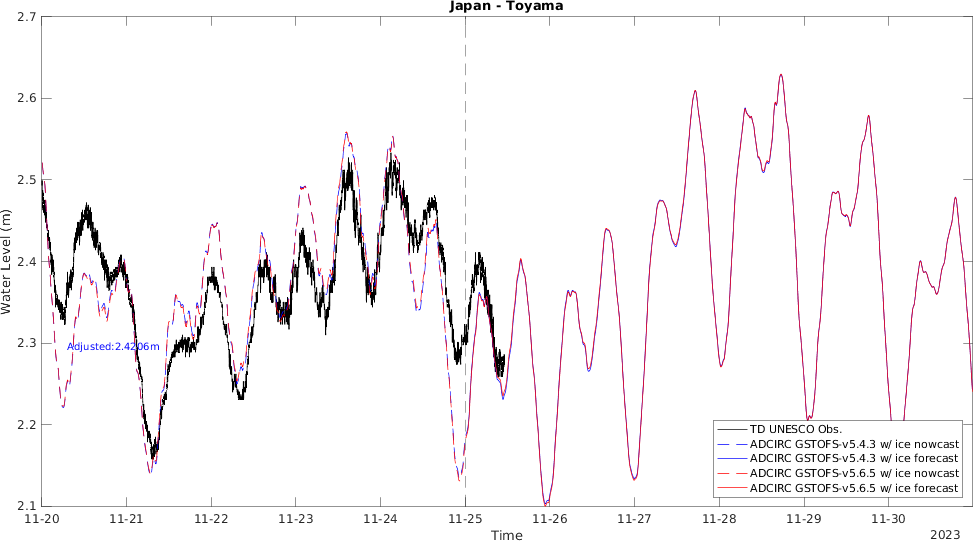 Japan - Toyama
2.7
2.6
2.5
2.4
2.3
2.2
2.1
Water Level (m)
Adjusted:2.4206m
TD UNESCO Obs.
ADCIRC GSTOFS-v5.4.3 w/ ice nowcast
ADCIRC GSTOFS-v5.4.3 w/ ice forecast
ADCIRC GSTOFS-v5.6.5 w/ ice nowcast
ADCIRC GSTOFS-v5.6.5 w/ ice forecast
11-20 11-21 11-22 11-23 11-24 11-25 11-26 11-27 11-28 11-29 11-30
Time
2023